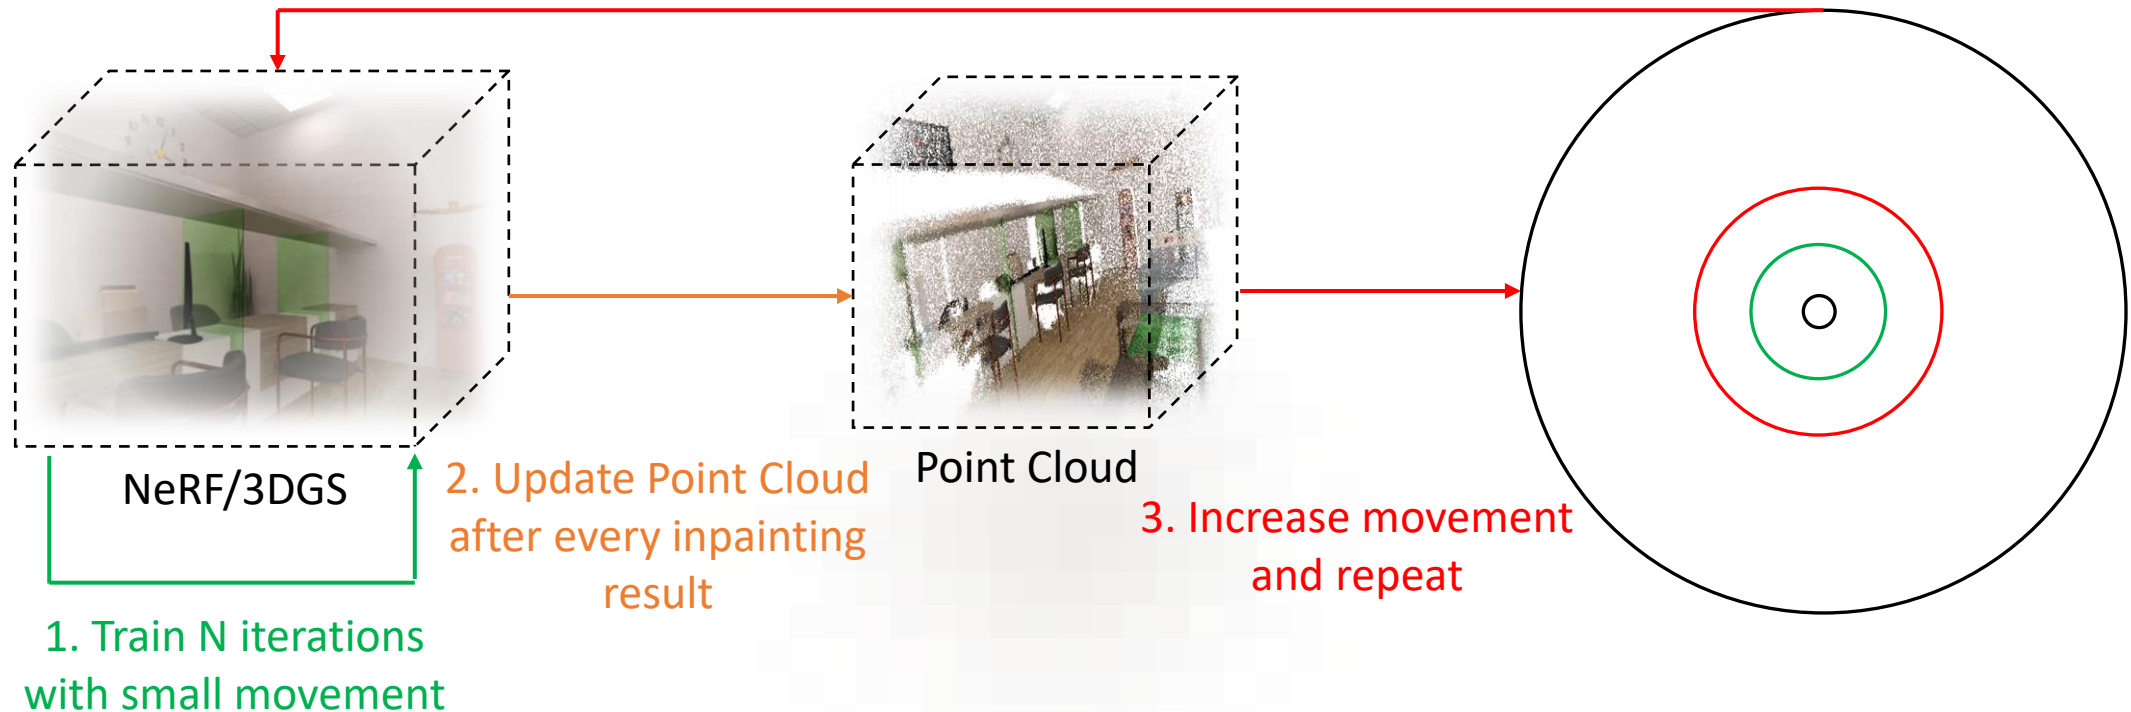 NeRF/3DGS
1. Train N iterations
with small movement
2. Update Point Cloud
after every inpainting
result
Point Cloud
3. Increase movement
and repeat